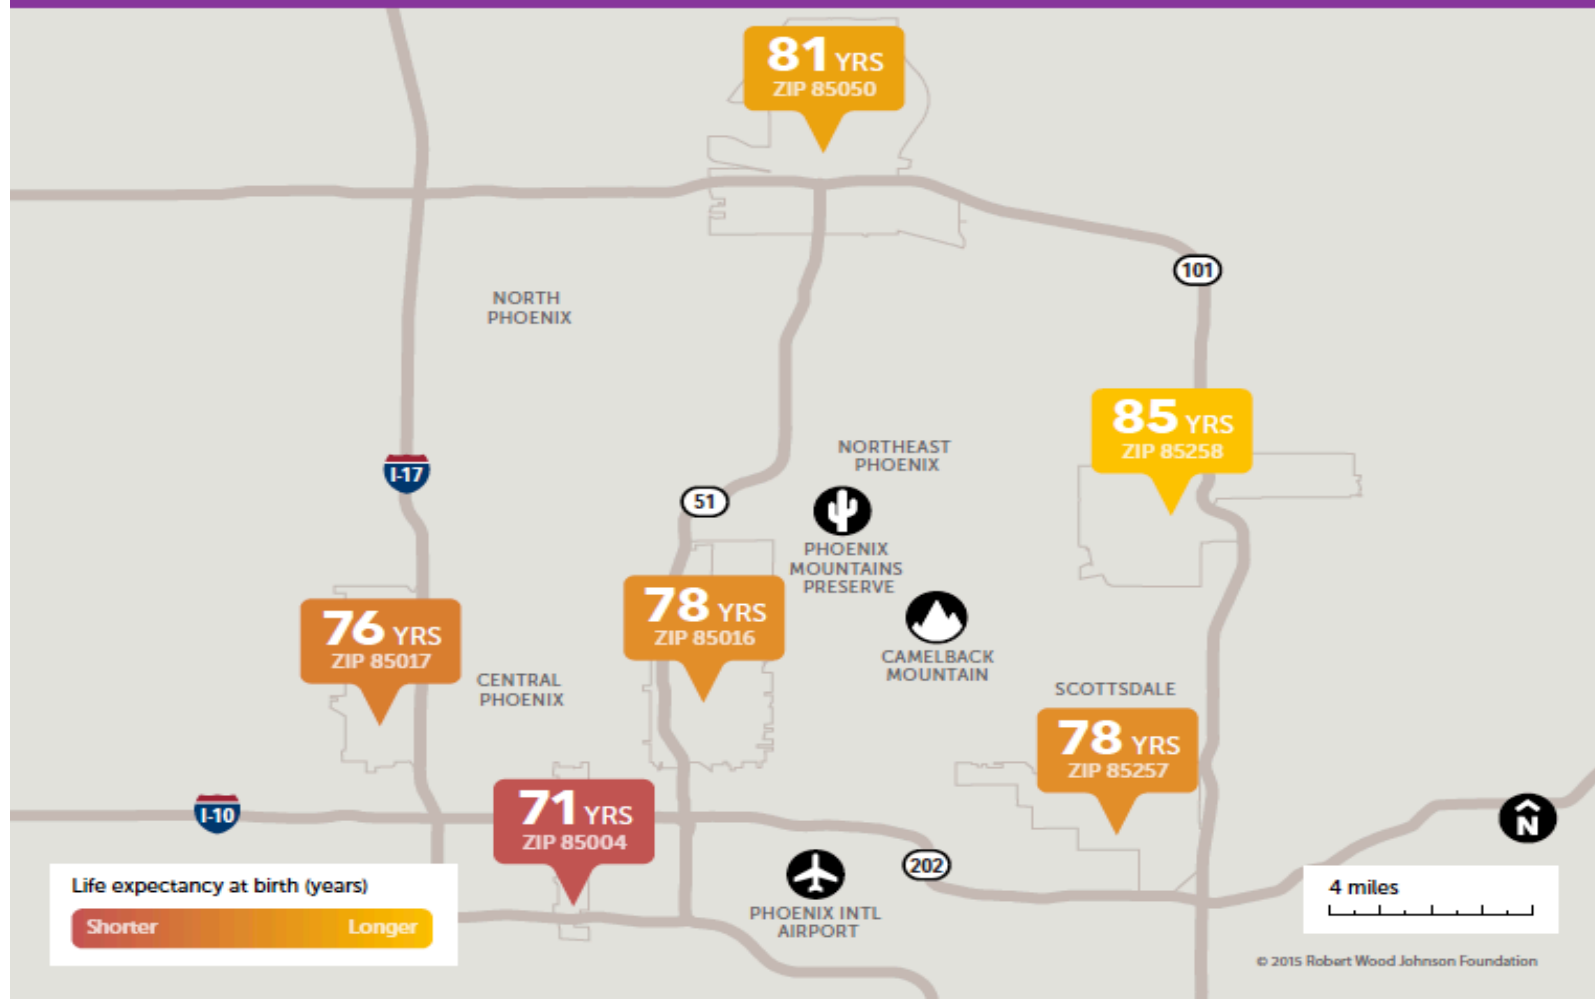 81 YRS
ZIP 85050
101
NORTH
PHOENIX
85 YRS
ZIP 85258
NORTHEAST
PHOENIX
I-17
51
PHOENIX
MOUNTAINS
PRESERVE
78 YRS
ZIP 85016
76 YRS
ZIP 85017
CAMELBACK
MOUNTAIN
CENTRAL
PHOENIX
SCOTTSDALE
78 YRS
ZIP 85257
71 YRS
ZIP 85004
I-10
N
202
PHOENIX INTL
AIRPORT
Life expectancy at birth (years)
Shorter Longer
4 miles
© 2015 Robert Wood Johnson Foundation